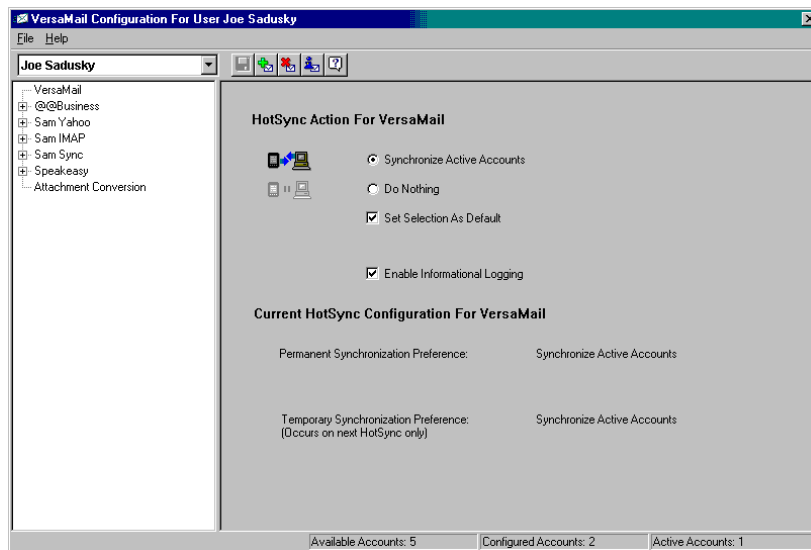 VersaMail Configuration For User Joe Sadusky
File Help
Joe Sadusky
VersaMail
@@Business
Sam Yahoo
Sam IMAP
Sam Sync
Speakeasy
Attachment Conversion
HotSync Action For VersaMail
Synchronize Active Accounts
Do Nothing
Set Selection As Default
Enable Informational Logging
Current HotSync Configuration For VersaMail
Permanent Synchronization Preference: Synchronize Active Accounts
Temporary Synchronization Preference: Synchronize Active Accounts
(Occurs on next HotSync only)
Available Accounts: 5 Configured Accounts: 2 Active Accounts: 1